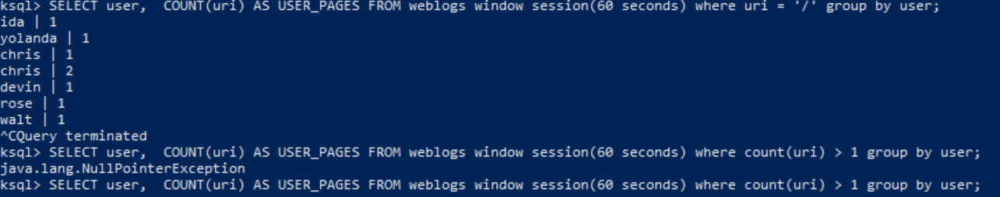 ksql> SELECT user,  COUNT(uri) AS USER_PAGES FROM weblogs window session(60 seconds) where uri = '/' group by user;
ida | 1
yolanda | 1
chris | 1
chris | 2
devin | 1
rose | 1
walt | 1
^CQuery terminated
ksql> SELECT user,  COUNT(uri) AS USER_PAGES FROM weblogs window session(60 seconds) where count(uri) > 1 group by user;
java.lang.NullPointerException
ksql> SELECT user,  COUNT(uri) AS USER_PAGES FROM weblogs window session(60 seconds) where count(uri) > 1 group by user;